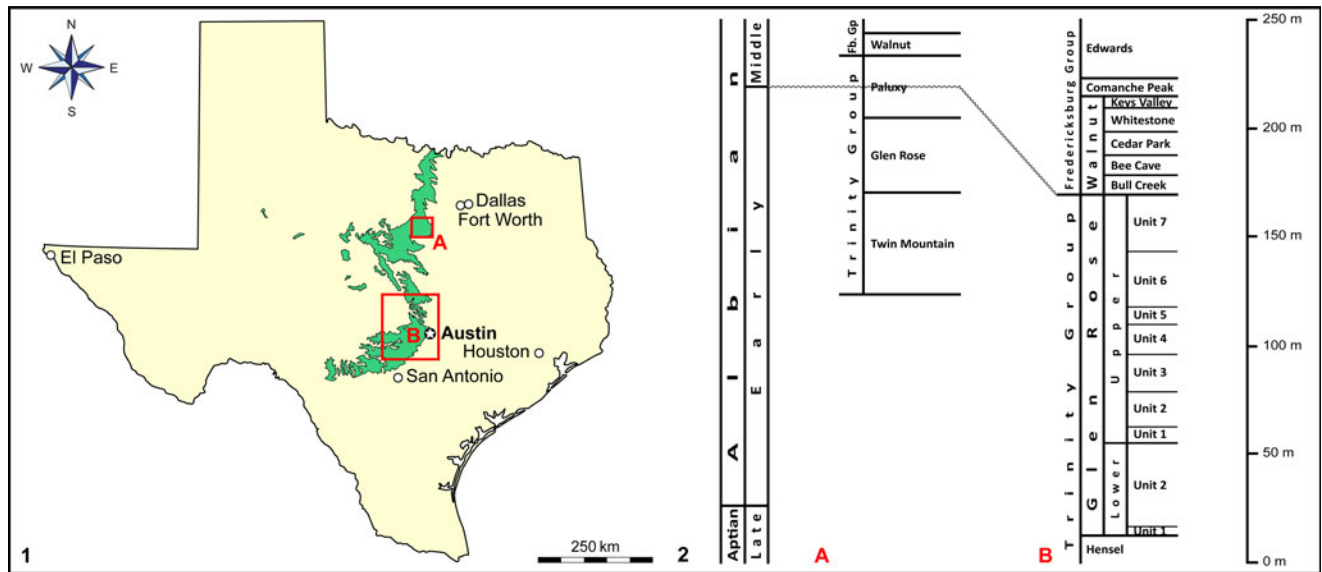 N
W
E
S
El Paso
Dallas
Fort Worth
A
B
Austin
Houston
San Antonio
1
250 km
2
Aptian
Albian
Late
Early
Middle
Fb. Gp
Trinity Group
Walnut
Paluxy
Glen Rose
Twin Mountain
A
Fredericksburg Group
Trinity Group
Walnut
Glen Rose
Upper
Lower
Edwards
Comanche Peak
Keys Valley
Whitestone
Cedar Park
Bee Cave
Bull Creek
Unit 7
Unit 6
Unit 5
Unit 4
Unit 3
Unit 2
Unit 1
Unit 2
Unit 1
Hensel
B
250 m
200 m
150 m
100 m
50 m
0 m